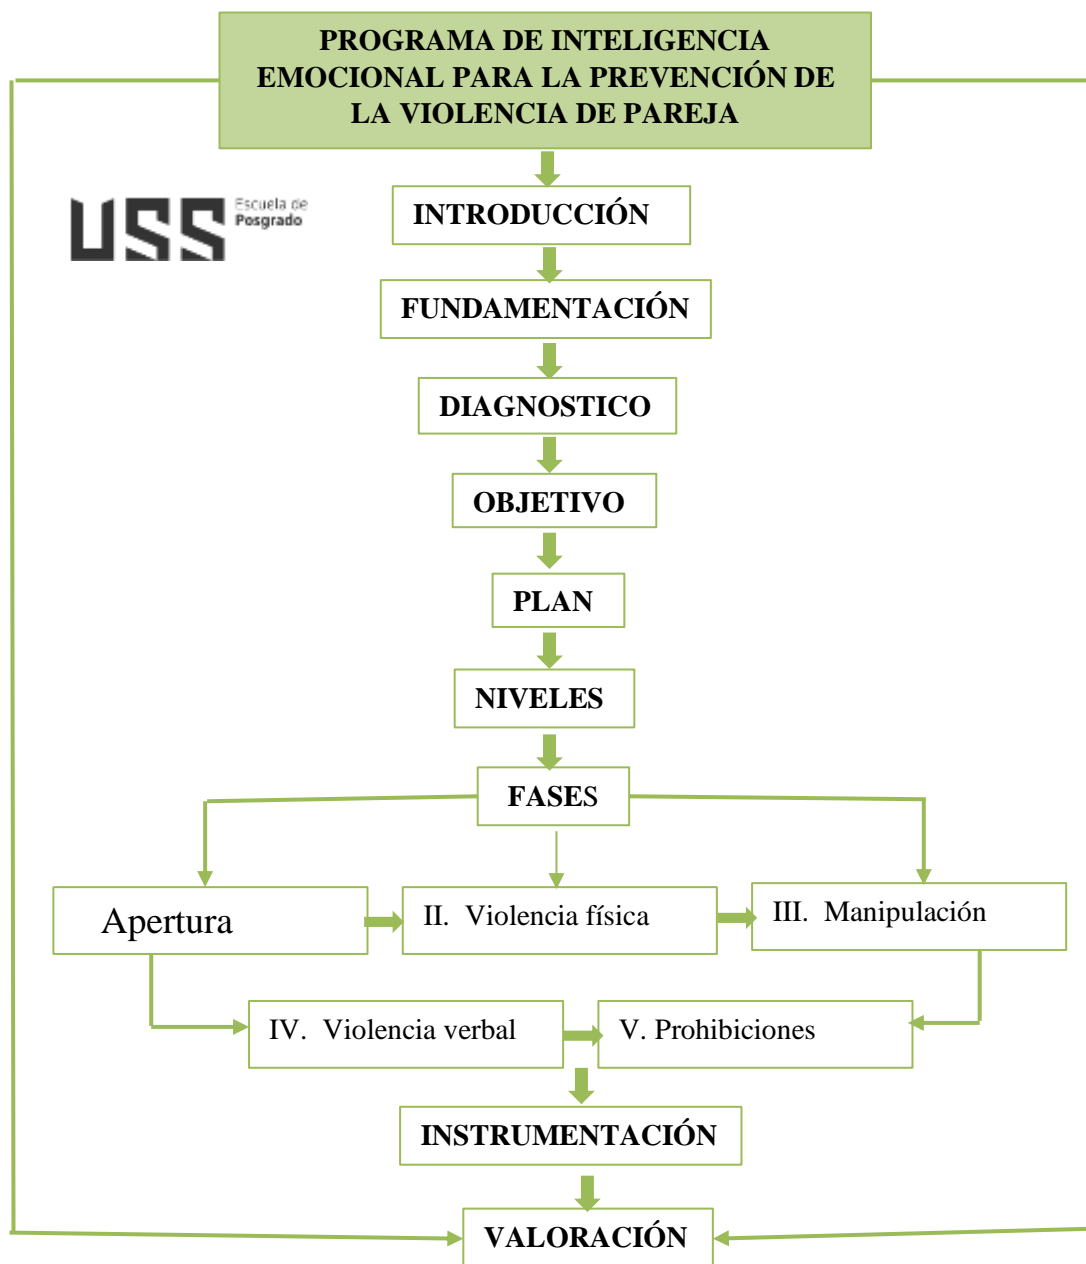 PROGRAMA DE INTELIGENCIA
EMOCIONAL PARA LA PREVENCIÓN DE
LA VIOLENCIA DE PAREJA
USS Escuela de
Posgrado
INTRODUCCIÓN
FUNDAMENTACIÓN
DIAGNOSTICO
OBJETIVO
PLAN
NIVELES
FASES
Apertura
II. Violencia física
III. Manipulación
IV. Violencia verbal
V. Prohibiciones
INSTRUMENTACIÓN
VALORACIÓN